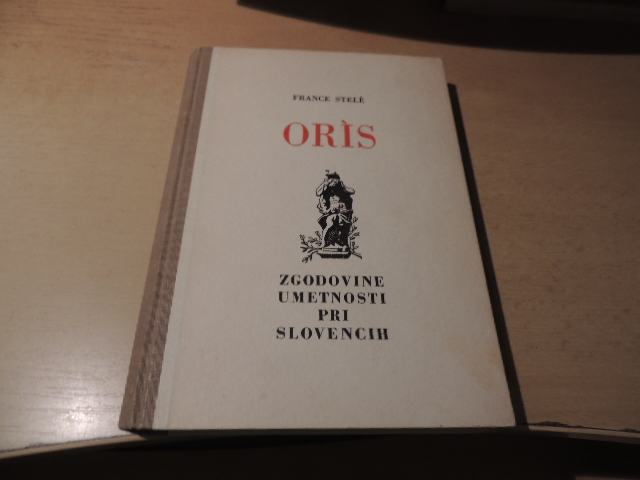 FRANCE STELÈ
ORÌS
ZGODOVINE
UMETNOSTI
PRI
SLOVENCIH